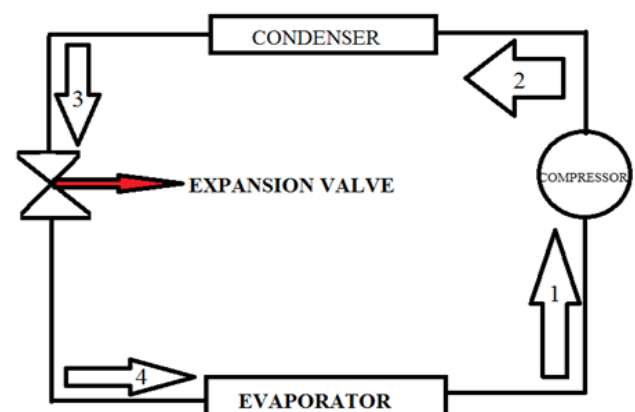 CONDENSER
3
2
COMPRESSOR
EXPANSION VALVE
1
4
EVAPORATOR